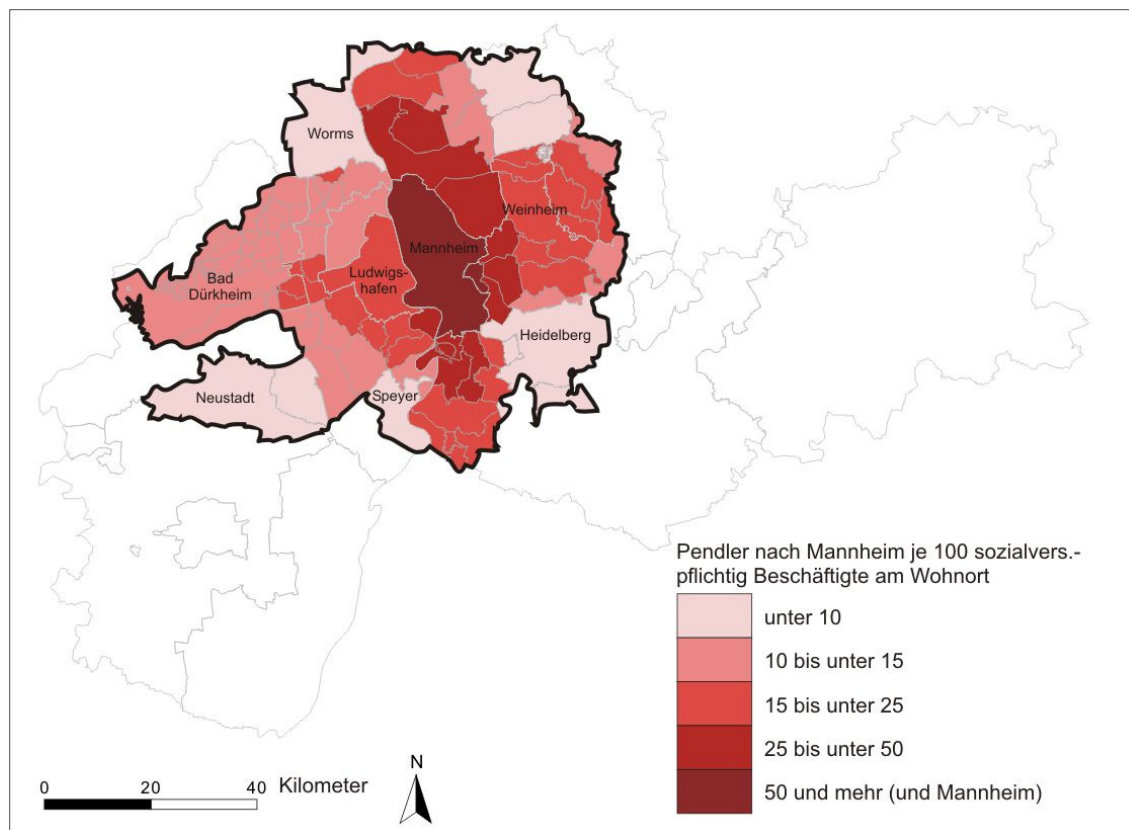 Worms
Weinheim
Mannheim
Bad
Dürkheim
Ludwigs-
hafen
Heidelberg
Neustadt
Speyer
Pendler nach Mannheim je 100 sozialvers.-
pflichtig Beschäftigte am Wohnort
unter 10
10 bis unter 15
15 bis unter 25
25 bis unter 50
50 und mehr (und Mannheim)
N
Kilometer
0 20 40